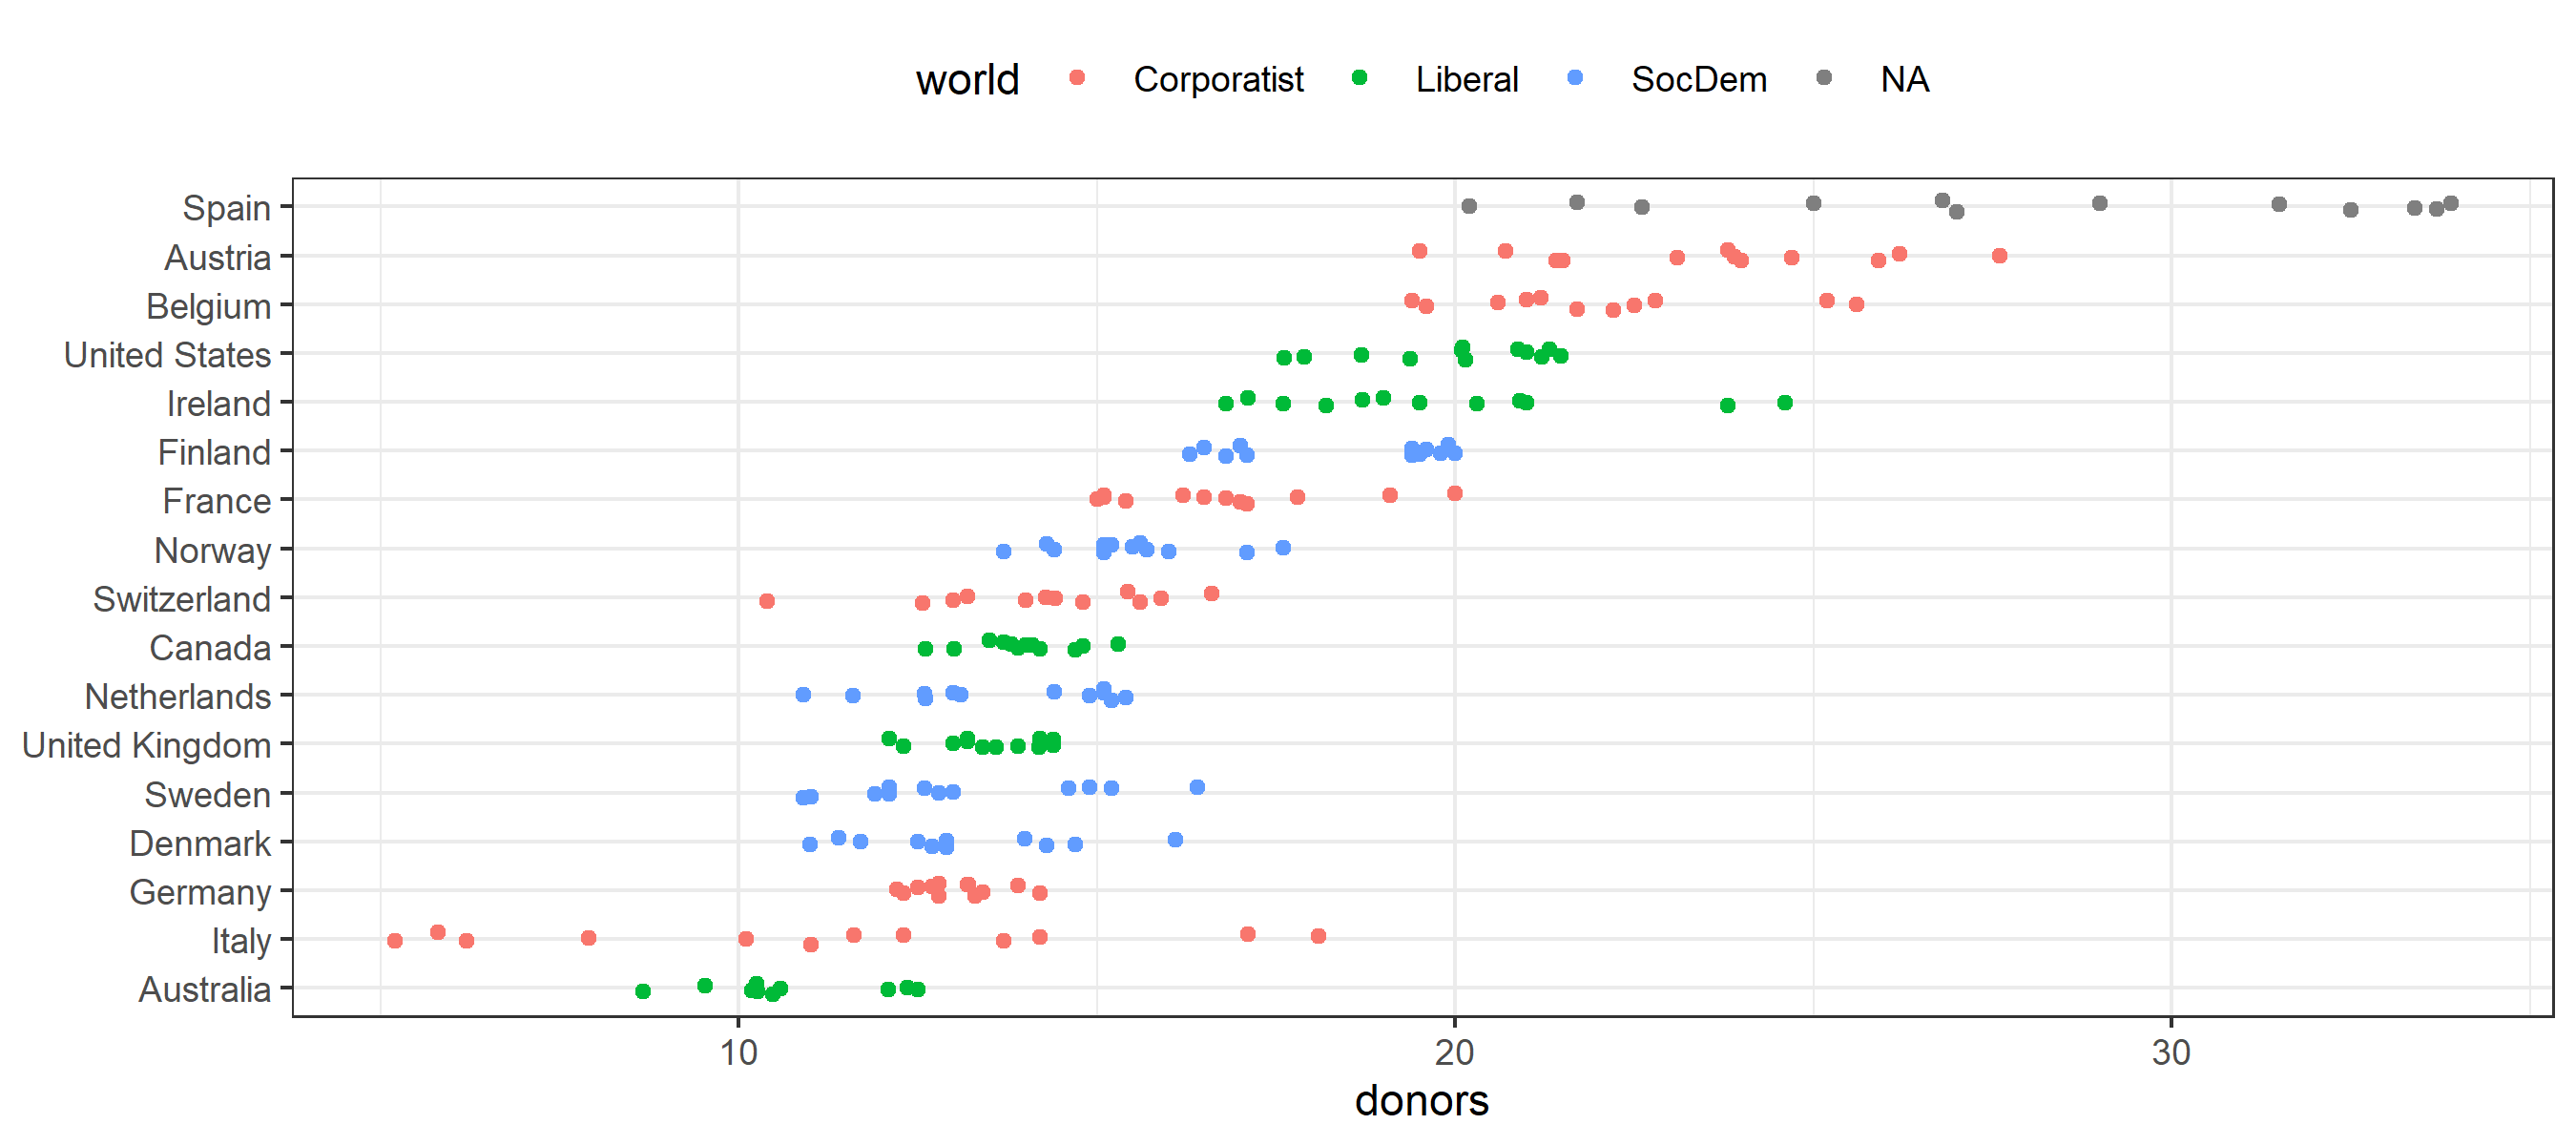 world Corporatist Liberal SocDem NA
Spain
Austria
Belgium
United States
Ireland
Finland
France
Norway
Switzerland
Canada
Netherlands
United Kingdom
Sweden
Denmark
Germany
Italy
Australia
10 20 30
donors